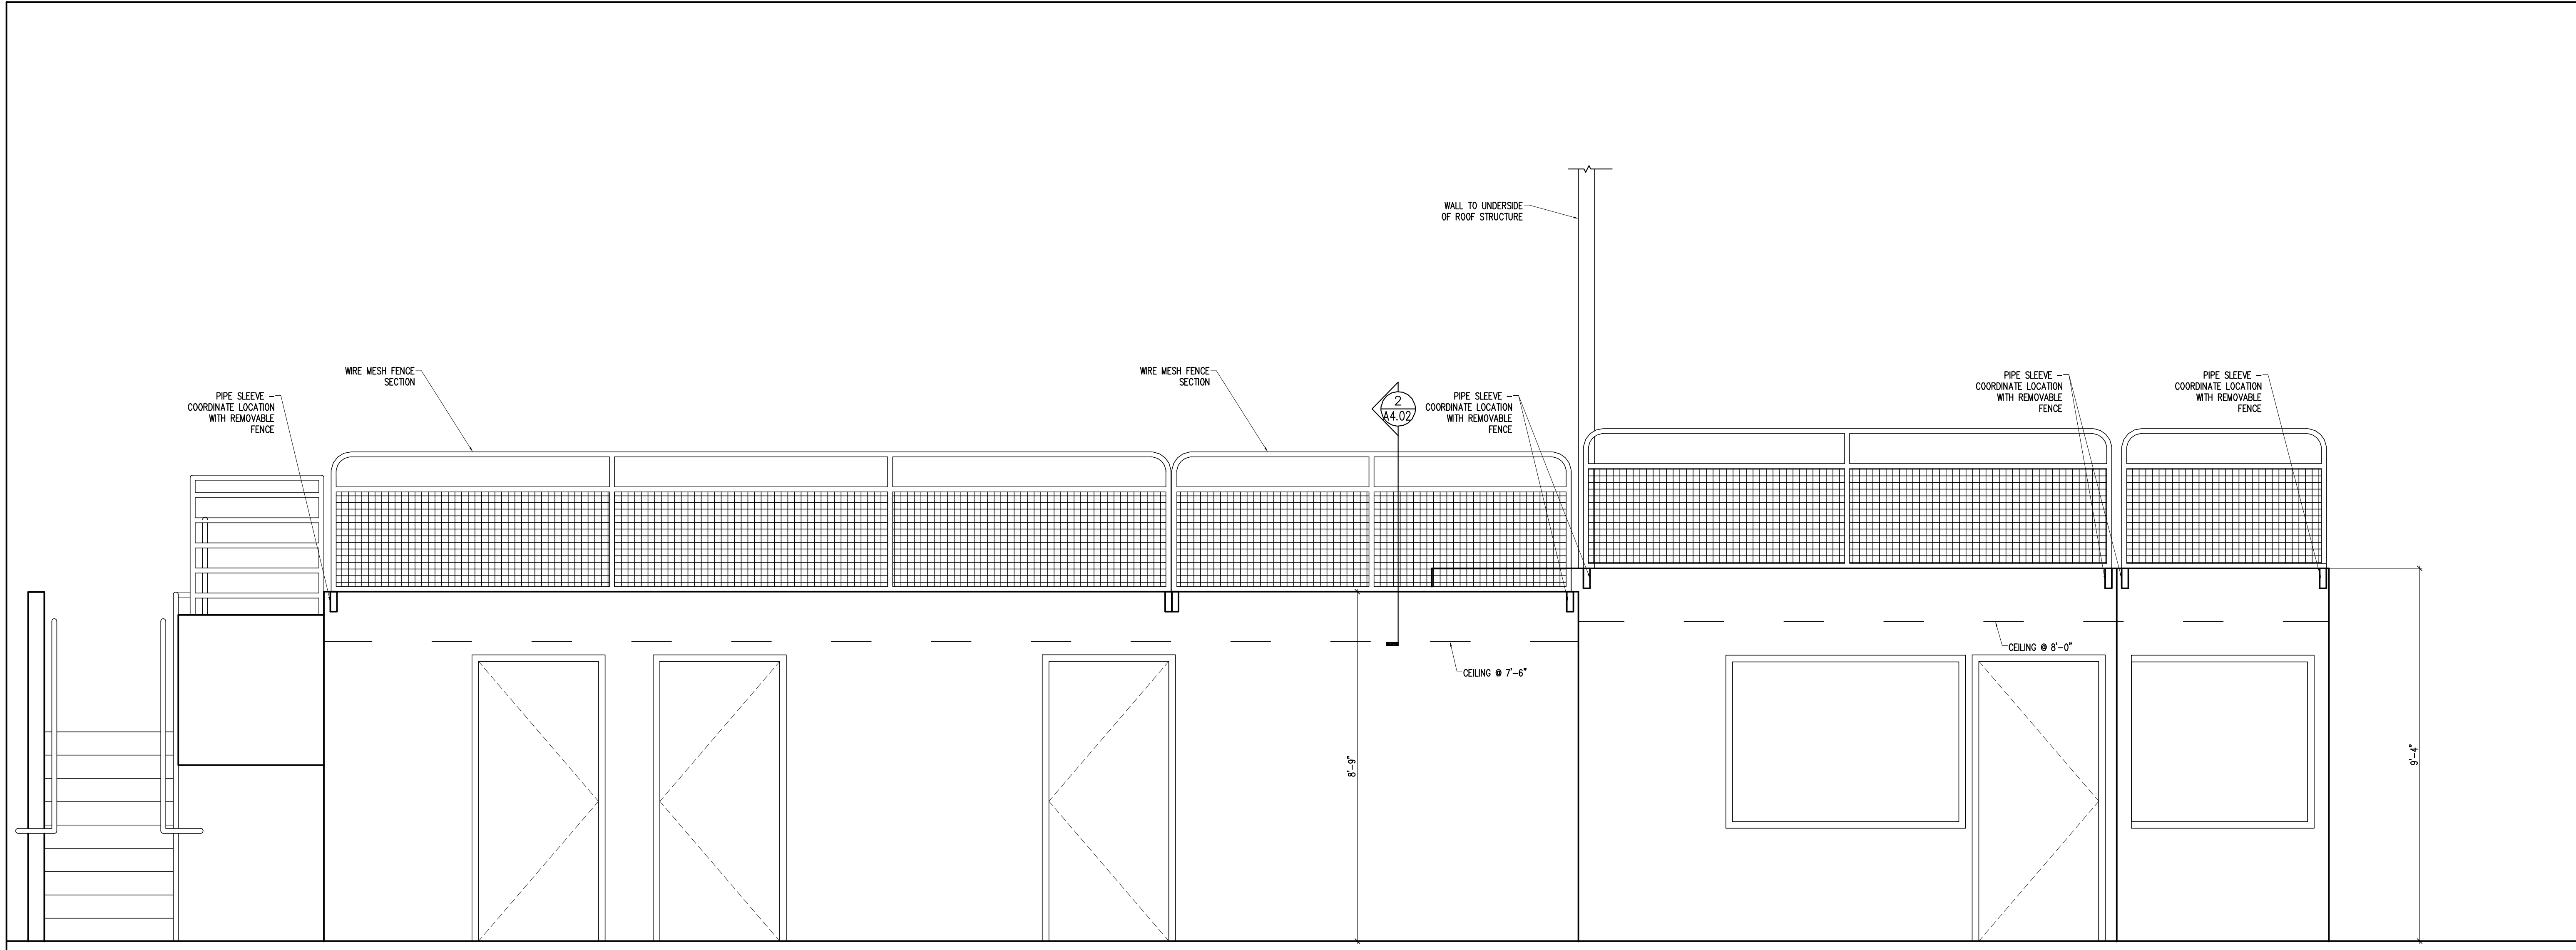 WALL TO UNDERSIDE
OF ROOF STRUCTURE
WIRE MESH FENCE
SECTION
WIRE MESH FENCE
SECTION
PIPE SLEEVE –
COORDINATE LOCATION
WITH REMOVABLE
FENCE
2
A4.02
PIPE SLEEVE –
COORDINATE LOCATION
WITH REMOVABLE
FENCE
PIPE SLEEVE –
COORDINATE LOCATION
WITH REMOVABLE
FENCE
PIPE SLEEVE –
COORDINATE LOCATION
WITH REMOVABLE
FENCE
CEILING @ 7'–6"
CEILING @ 8'–0"
8'–9"
9'–4"